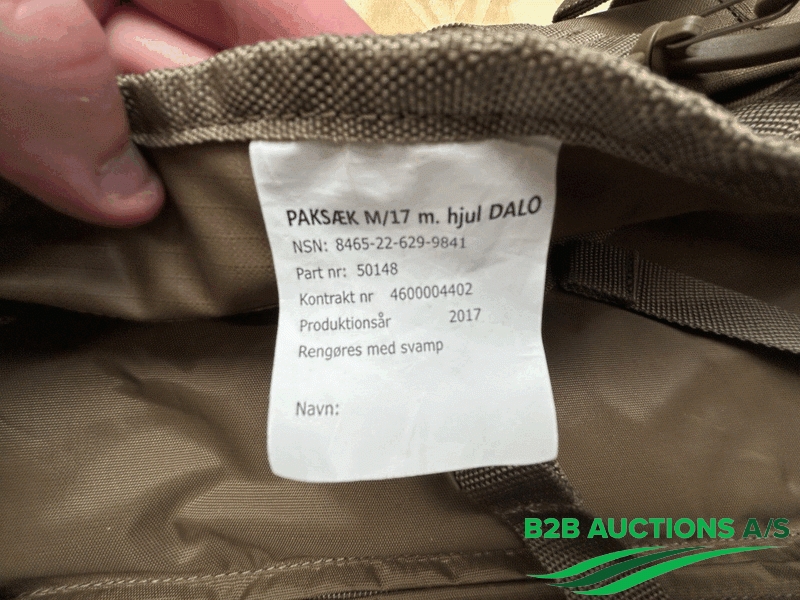 PAKSÆK M/17 m. hjul DALO
NSN: 8465-22-629-9841
Part nr: 50148
Kontrakt nr 4600004402
Produktionsår 2017
Rengøres med svamp
Navn:
B2B AUCTIONS A/S